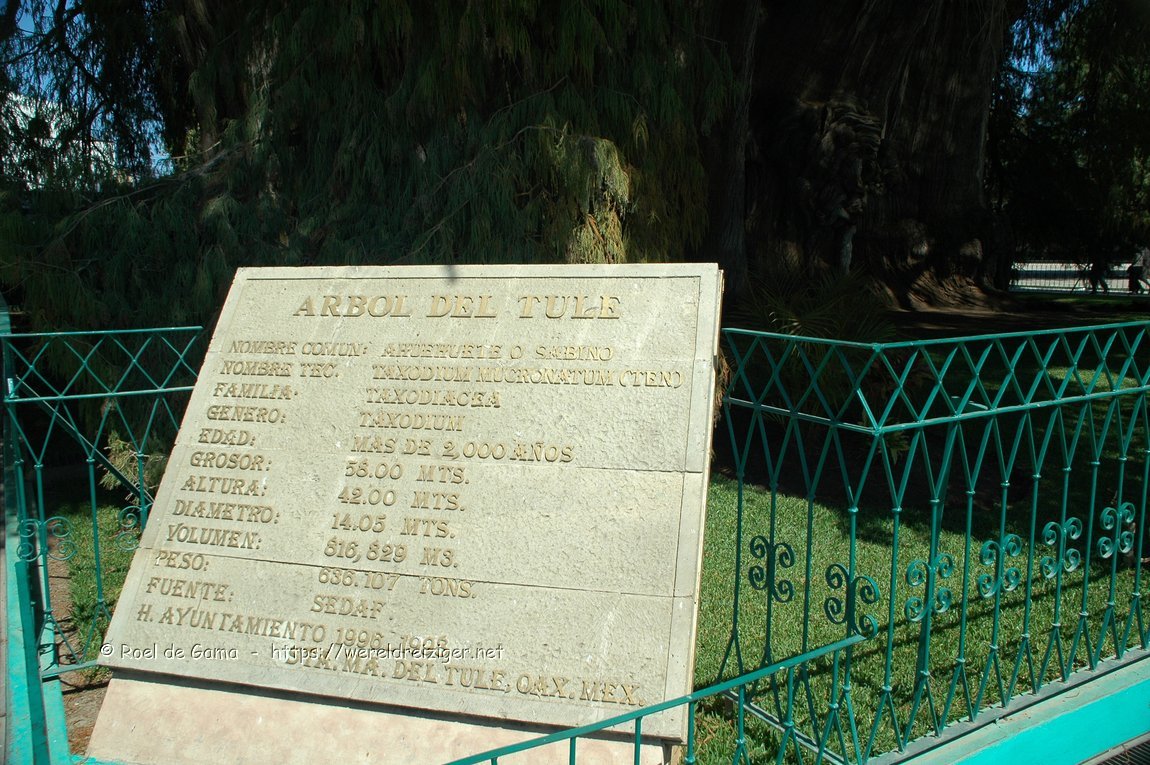 ARBOL DEL TULE
NOMBRE COMUN: AHUEHUETE O SABINO
NOMBRE TEC. TAXODIUM MUCRONATUM (TEN)
FAMILIA: TAXODIACEA
GENERO: TAXODIUM
EDAD: MAS DE 2,000 AÑOS
GROSOR: 58.00 MTS.
ALTURA: 42.00 MTS.
DIAMETRO: 14.05 MTS.
VOLUMEN: 816,829 M3.
PESO: 636.107 TONS.
FUENTE: SEDAF.
H. AYUNTAMIENTO 1996
STA. MA. DEL TULE, OAX. MEX.
© Roel de Gama - https://wereldreiziger.net